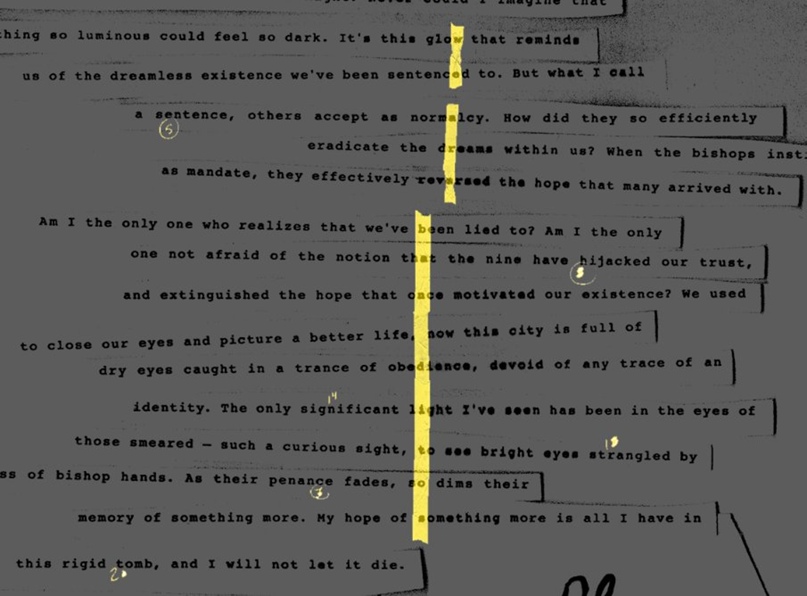 could I imagine that
thing so luminous could feel so dark. It's this glow that reminds
us of the dreamless existence we've been sentenced to. But what I call
a sentence, others accept as normalcy. How did they so efficiently
5
eradicate the dreams within us? When the bishops insti
as mandate, they effectively reversed the hope that many arrived with.
Am I the only one who realizes that we've been lied to? Am I the only
one not afraid of the notion that the nine have hijacked our trust,
and extinguished the hope that once motivated our existence? We used
to close our eyes and picture a better life, now this city is full of
dry eyes caught in a trance of obedience, devoid of any trace of an
14
identity. The only significant light I've seen has been in the eyes of
those smeared — such a curious sight, to see bright eyes strangled by
ss of bishop hands. As their penance fades, so dims their
memory of something more. My hope of something more is all I have in
this rigid tomb, and I will not let it die.